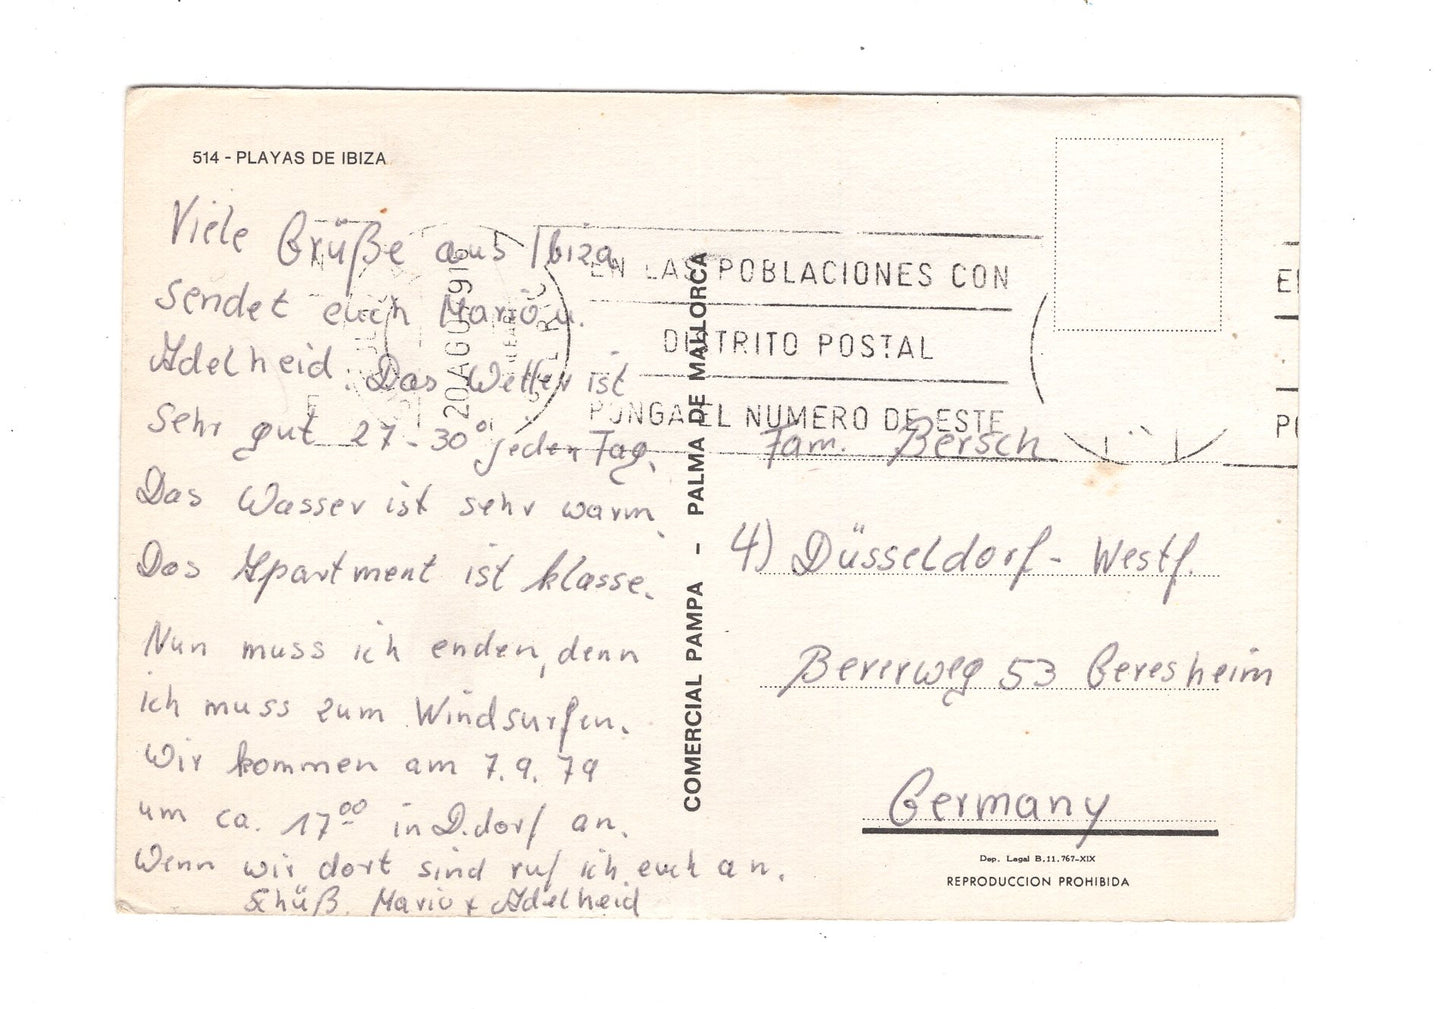 514 - PLAYAS DE IBIZA
Viele Grüße aus Ibiza
sendet euch Mario u.
Adelheid. Das Wetter ist
sehr gut 27 - 30° jeden Tag.
Das Wasser ist sehr warm.
Das Apartment ist klasse.
Nun muss ich enden, denn
ich muss zum Windsurfen.
Wir kommen am 7.9.79
um ca. 17⁰⁰ in D.dorf an.
Wenn wir dort sind ruf ich euch an.
Schüß. Mario + Adelheid
COMERCIAL PAMPA - PALMA DE MALLORCA
EN LAS POBLACIONES CON
DISTRITO POSTAL
PONGA EL NUMERO DE ESTE
20 AGO
Fam. Bersch
4) Düsseldorf - Westf.
53 Geresheim
Germany
Dep. Legal B.11.767-XIX
REPRODUCCION PROHIBIDA